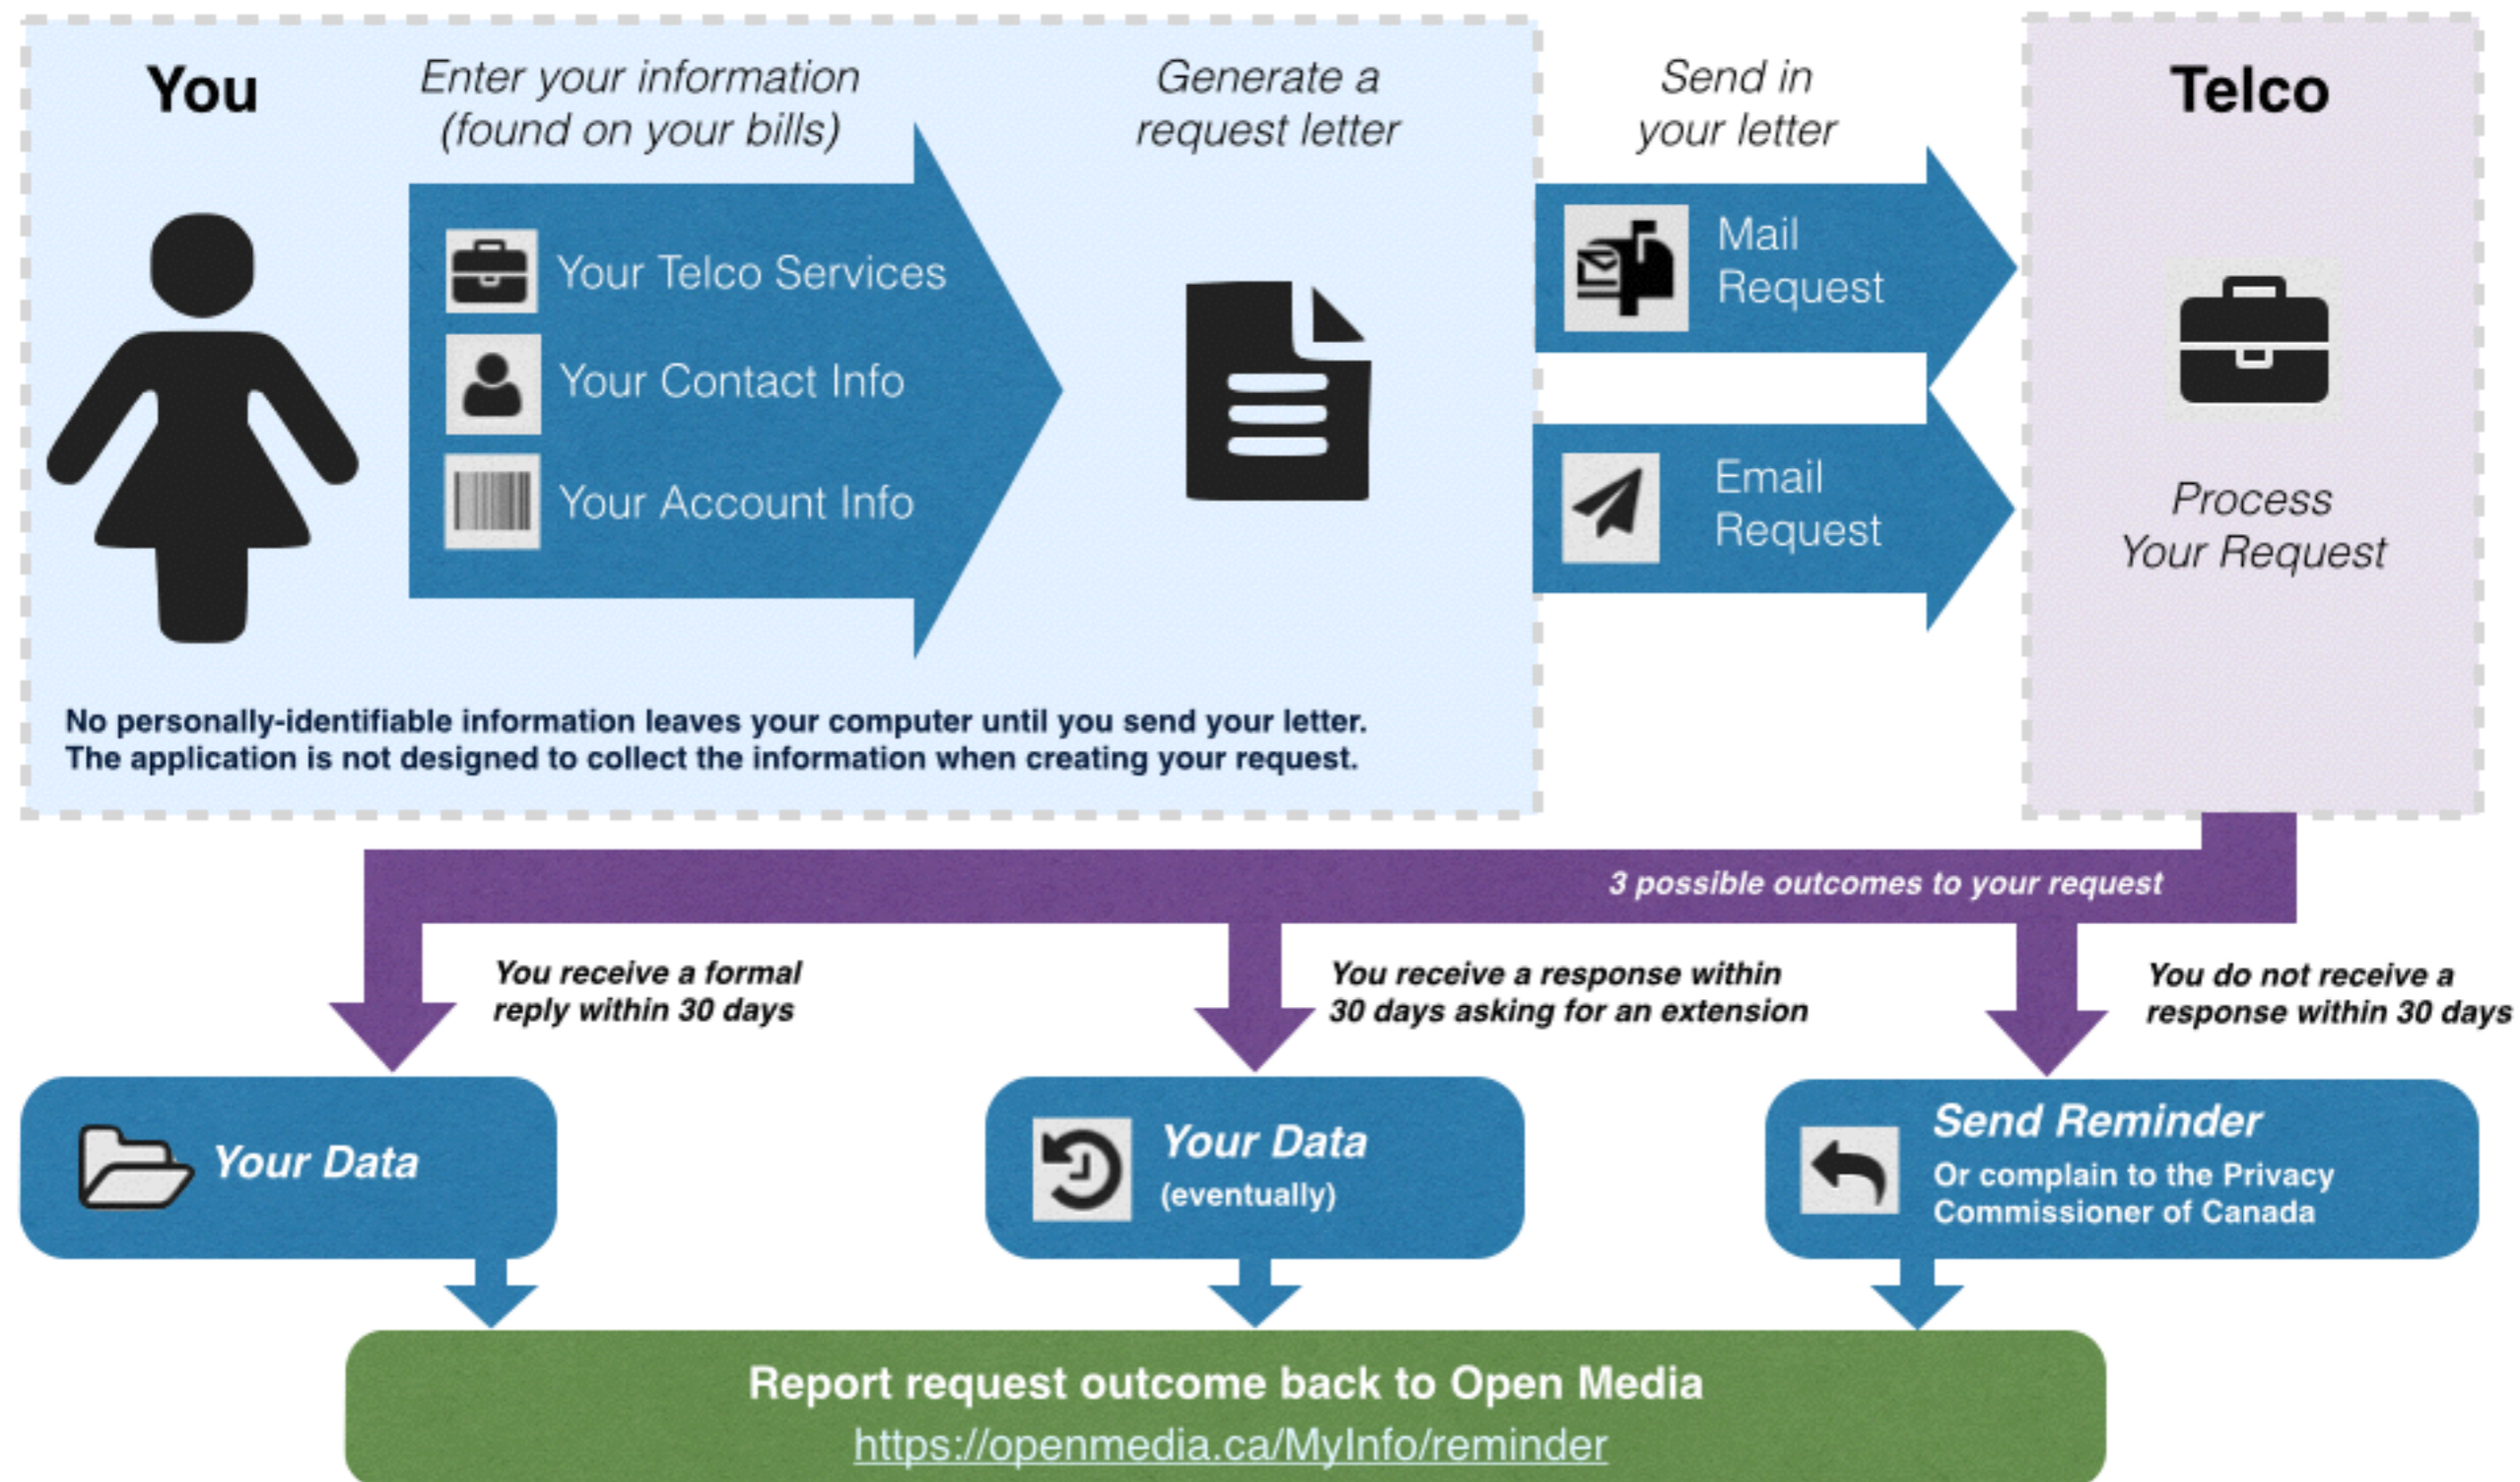 You
Enter your information
(found on your bills)
Generate a
request letter
Send in
your letter
Telco
Your Telco Services
Your Contact Info
Your Account Info
Mail
Request
Email
Request
Process
Your Request
No personally-identifiable information leaves your computer until you send your letter.
The application is not designed to collect the information when creating your request.
3 possible outcomes to your request
You receive a formal
reply within 30 days
You receive a response within
30 days asking for an extension
You do not receive a
response within 30 days
Your Data
Your Data
(eventually)
Send Reminder
Or complain to the Privacy
Commissioner of Canada
Report request outcome back to Open Media
https://openmedia.ca/MyInfo/reminder